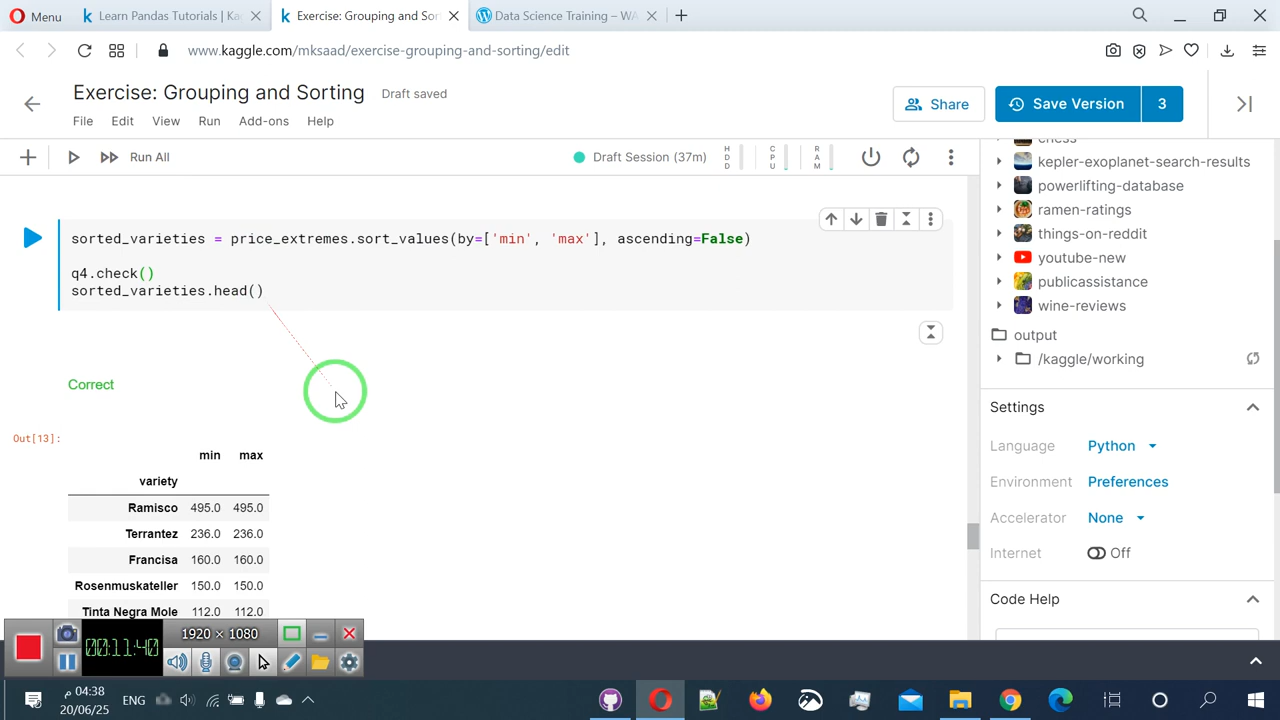 Menu
Learn Pandas Tutorials | Ka
Exercise: Grouping and Sor
Data Science Training – WA
www.kaggle.com/mksaad/exercise-grouping-and-sorting/edit
Exercise: Grouping and Sorting
Draft saved
File Edit View Run Add-ons Help
Share
Save Version
3
Run All
Draft Session (37m)
HDD
CPU
RAM
sorted_varieties = price_extremes.sort_values(by=['min', 'max'], ascending=False)
q4.check()
sorted_varieties.head()
Correct
Out[13]:
min max
variety
Ramisco 495.0 495.0
Terrantez 236.0 236.0
Francisa 160.0 160.0
Rosenmuskateller 150.0 150.0
Tinta Negra Mole 112.0 112.0
chess
kepler-exoplanet-search-results
powerlifting-database
ramen-ratings
things-on-reddit
youtube-new
publicassistance
wine-reviews
output
/kaggle/working
Settings
Language Python
Environment Preferences
Accelerator None
Internet Off
Code Help
00:11:40
1920 × 1080
ENG
04:38 م
20/06/25